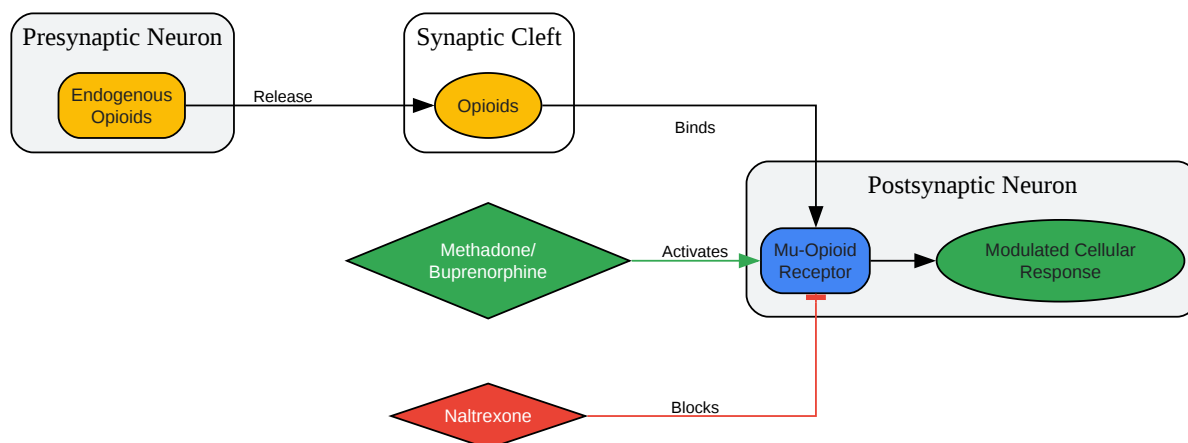 Presynaptic Neuron
Endogenous
Opioids
Release
Synaptic Cleft
Opioids
Binds
Postsynaptic Neuron
Methadone/
Buprenorphine
Activates
Mu-Opioid
Receptor
Modulated Cellular
Response
Naltrexone
Blocks